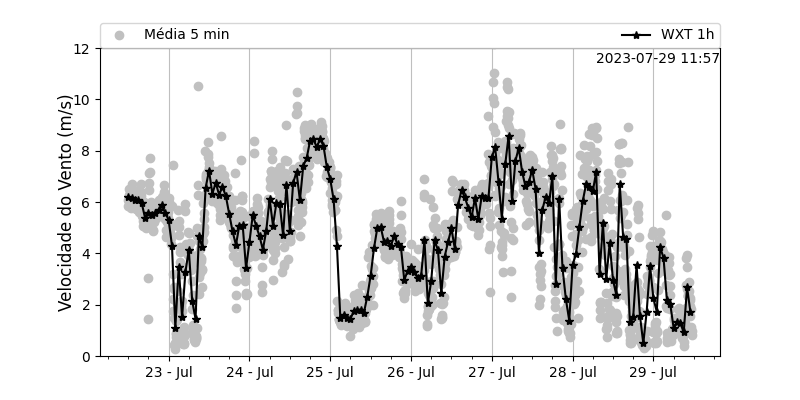 Média 5 min
WXT 1h
2023-07-29 11:57
Velocidade do Vento (m/s)
12
10
8
6
4
2
0
23 - Jul
24 - Jul
25 - Jul
26 - Jul
27 - Jul
28 - Jul
29 - Jul